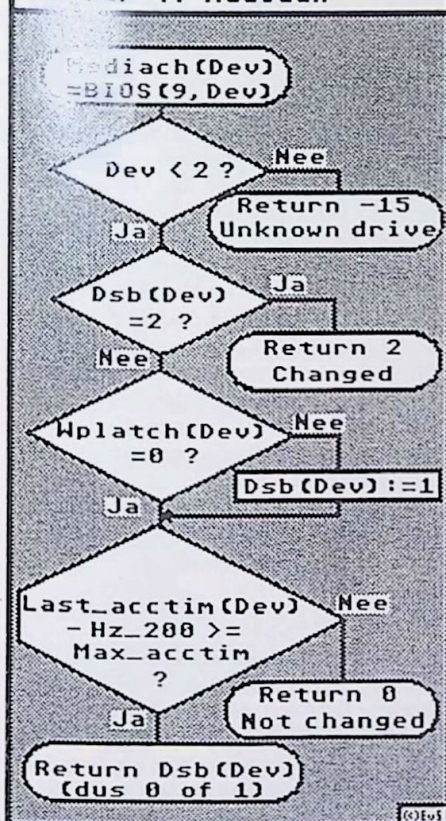 Mediach(Dev)
=BIOS(9,Dev)
Dev < 2 ?
Nee
Return -15
Unknown drive
Ja
Dsb(Dev)
=2 ?
Ja
Return 2
Changed
Nee
Wplatch(Dev)
=0 ?
Nee
Dsb(Dev):=1
Ja
Last_acctim(Dev)
-Hz_200 >=
Max_acctim
?
Nee
Return 0
Not changed
Ja
Return Dsb(Dev)
(dus 0 of 1)